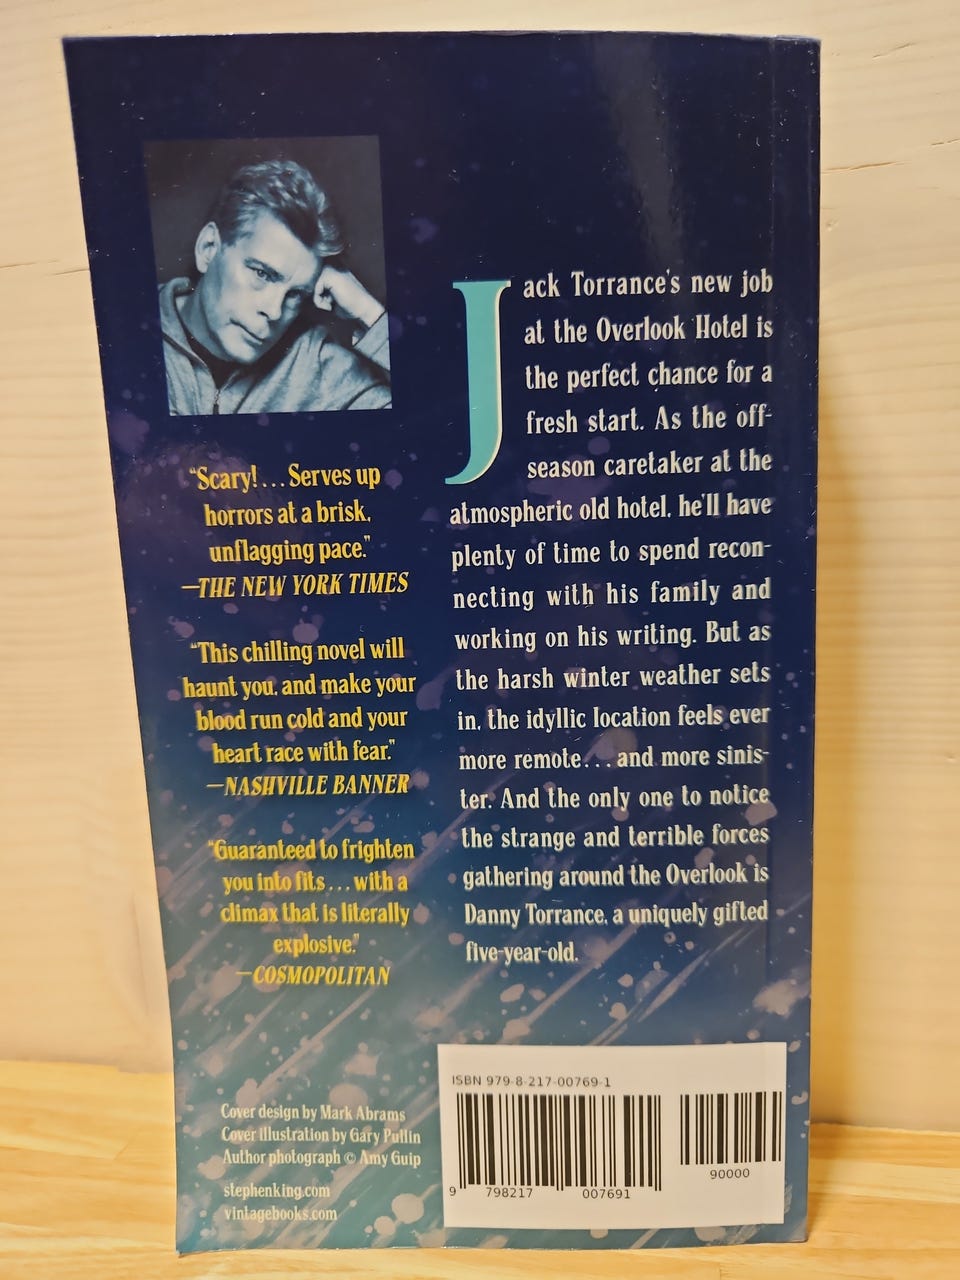 "Scary!...Serves up
horrors at a brisk,
unflagging pace."
—THE NEW YORK TIMES
"This chilling novel will
haunt you, and make your
blood run cold and your
heart race with fear."
—NASHVILLE BANNER
"Guaranteed to frighten
you into fits...with a
climax that is literally
explosive."
—COSMOPOLITAN
Jack Torrance's new job
at the Overlook Hotel is
the perfect chance for a
fresh start. As the off-
season caretaker at the
atmospheric old hotel, he'll have
plenty of time to spend recon-
necting with his family and
working on his writing. But as
the harsh winter weather sets
in, the idyllic location feels ever
more remote...and more sinis-
ter. And the only one to notice
the strange and terrible forces
gathering around the Overlook is
Danny Torrance, a uniquely gifted
five-year-old.
Cover design by Mark Abrams
Cover illustration by Gary Pullin
Author photograph © Amy Guip
stephenking.com
vintagebooks.com
ISBN 979-8-217-00769-1
90000
9 798217 007691